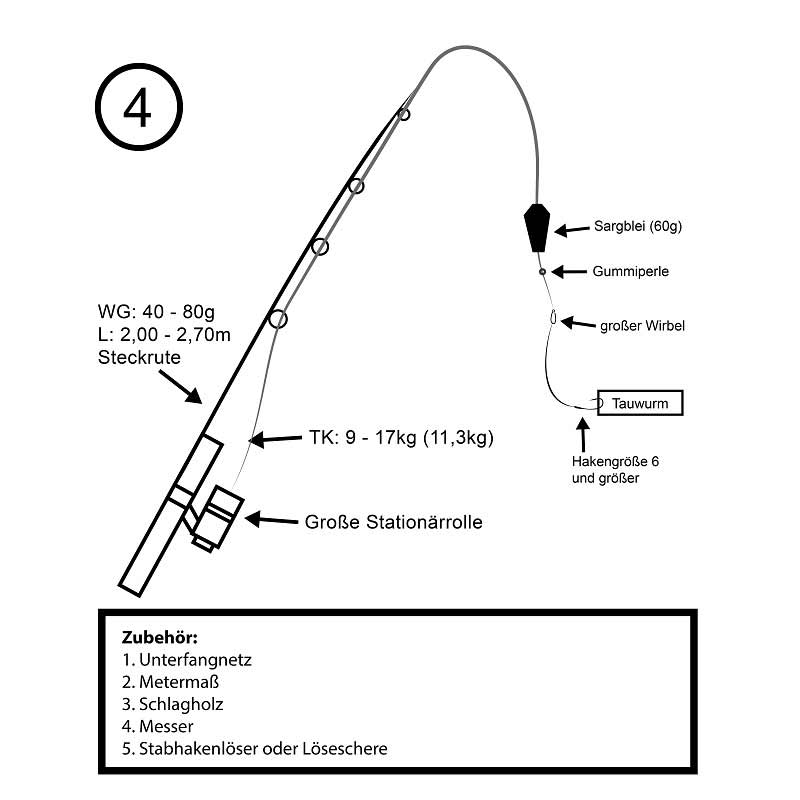 4
Sargblei (60g)
Gummiperle
WG: 40 - 80g
L: 2,00 - 2,70m
Steckrute
großer Wirbel
Tauwurm
TK: 9 - 17kg (11,3kg)
Hakengröße 6
und größer
Große Stationärrolle
Zubehör:
1. Unterfangnetz
2. Metermaß
3. Schlagholz
4. Messer
5. Stabhakenlöser oder Löseschere